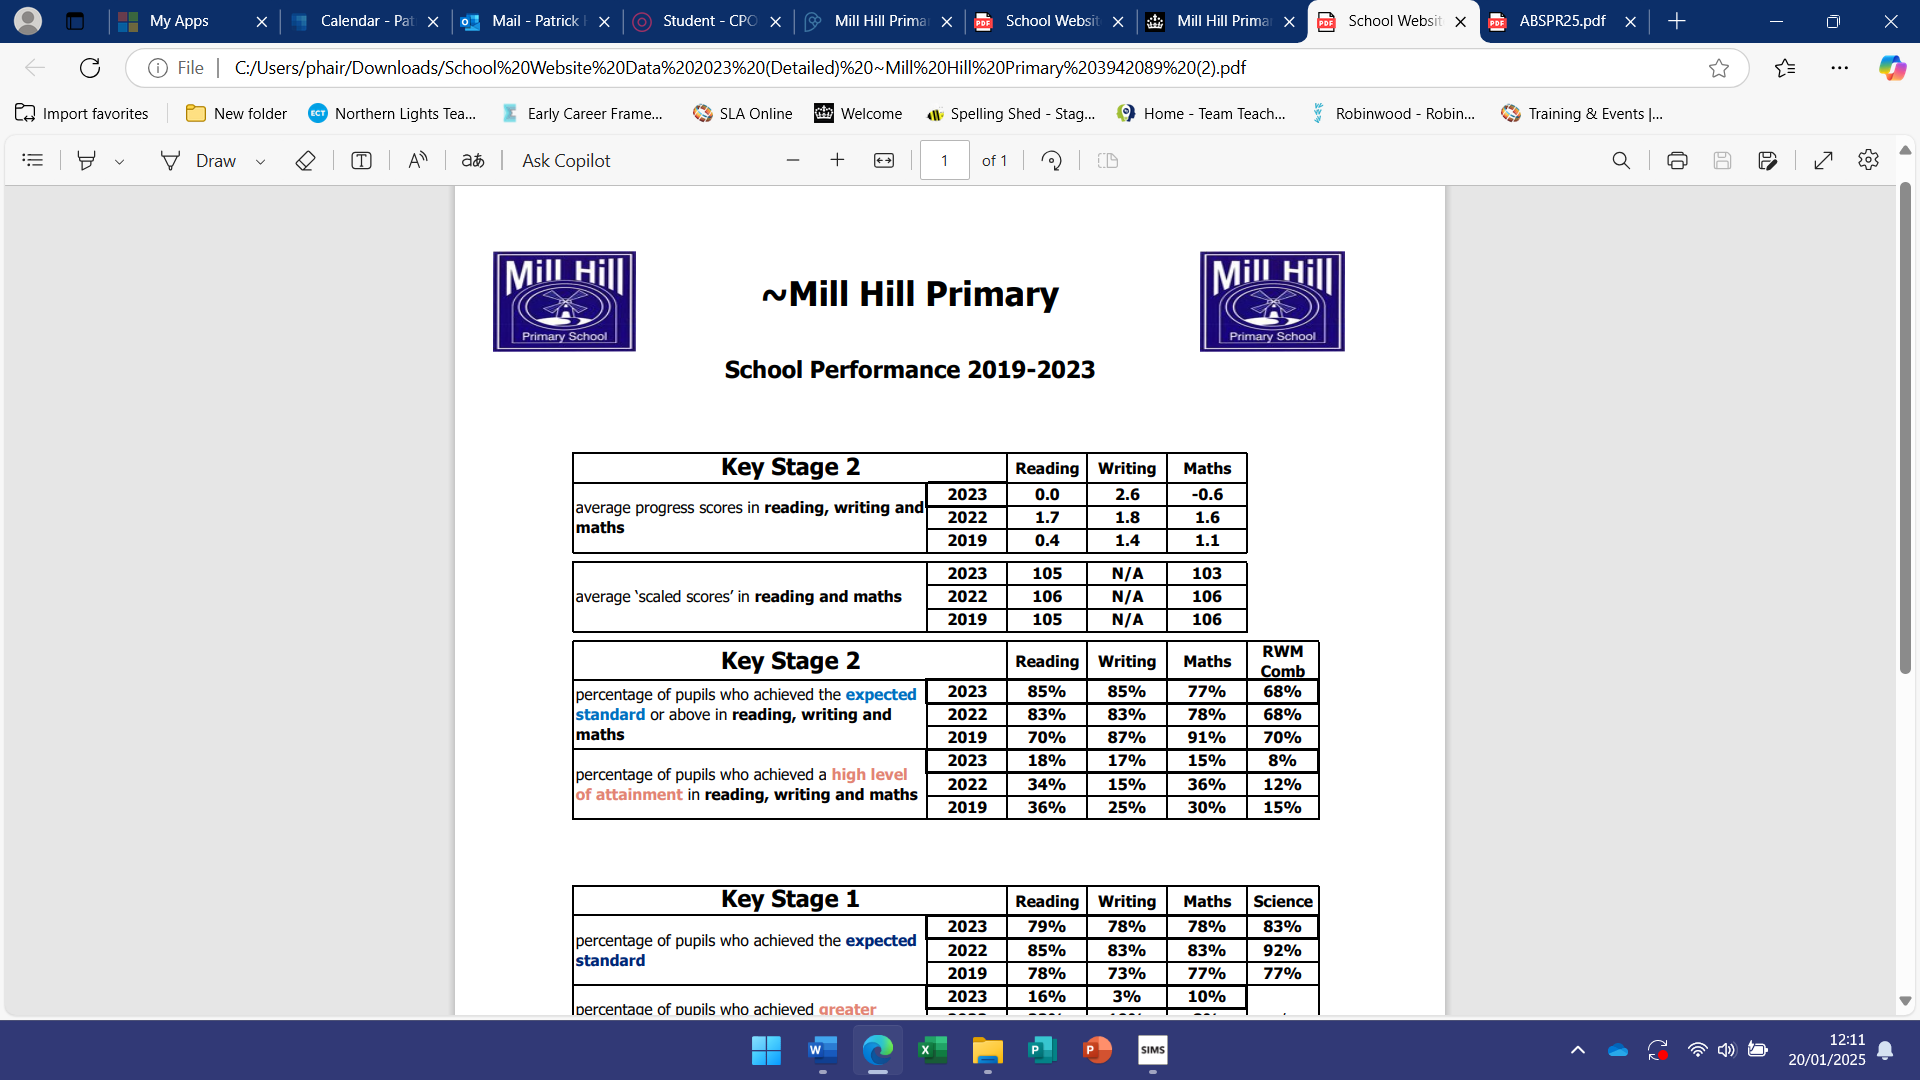 My Apps
Calendar - Pat
Mail - Patrick
Student - CPO
Mill Hill Prima
School Websit
Mill Hill Prima
School Websit
ABSPR25.pdf
File
C:/Users/phair/Downloads/School%20Website%20Data%202023%20(Detailed)%20~Mill%20Hill%20Primary%203942089%20(2).pdf
Import favorites
New folder
ECT
Northern Lights Tea...
Early Career Frame...
SLA Online
Welcome
Spelling Shed - Stag...
Home - Team Teach...
Robinwood - Robin...
Training & Events |...
Draw
Ask Copilot
1 of 1
Mill Hill
Primary School
~Mill Hill Primary
Mill Hill
Primary School
School Performance 2019-2023
Key Stage 2 Reading Writing Maths
average progress scores in reading, writing and
maths
2023 0.0 2.6 -0.6
2022 1.7 1.8 1.6
2019 0.4 1.4 1.1
average ‘scaled scores’ in reading and maths
2023 105 N/A 103
2022 106 N/A 106
2019 105 N/A 106
Key Stage 2 Reading Writing Maths RWM
Comb
percentage of pupils who achieved the expected
standard or above in reading, writing and
maths
2023 85% 85% 77% 68%
2022 83% 83% 78% 68%
2019 70% 87% 91% 70%
percentage of pupils who achieved a high level
of attainment in reading, writing and maths
2023 18% 17% 15% 8%
2022 34% 15% 36% 12%
2019 36% 25% 30% 15%
Key Stage 1 Reading Writing Maths Science
percentage of pupils who achieved the expected
standard
2023 79% 78% 78% 83%
2022 85% 83% 83% 92%
2019 78% 73% 77% 77%
percentage of pupils who achieved greater
2023 16% 3% 10%
SIMS
12:11
20/01/2025